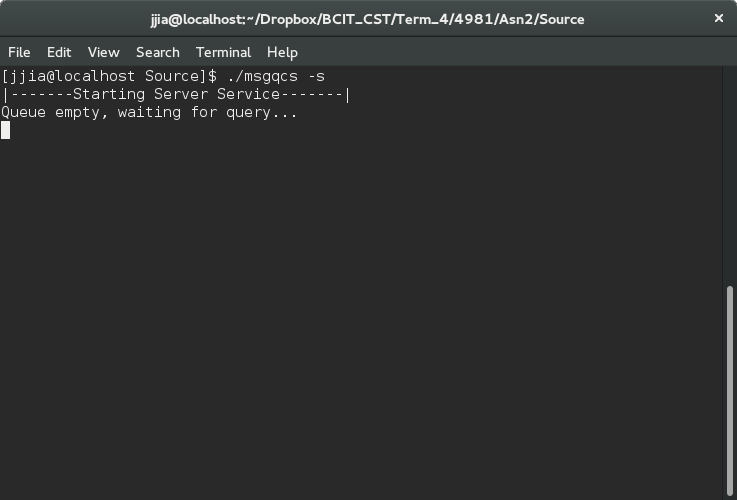 jjia@localhost:~/Dropbox/BCIT_CST/Term_4/4981/Asn2/Source
File Edit View Search Terminal Help
[jjia@localhost Source]$ ./msgqcs -s
|-------Starting Server Service-------|
Queue empty, waiting for query...